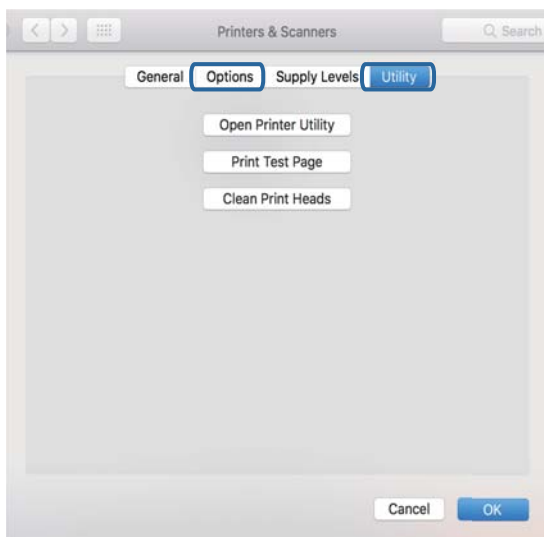 Printers & Scanners
Search
General Options Supply Levels Utility
Open Printer Utility
Print Test Page
Clean Print Heads
Cancel OK